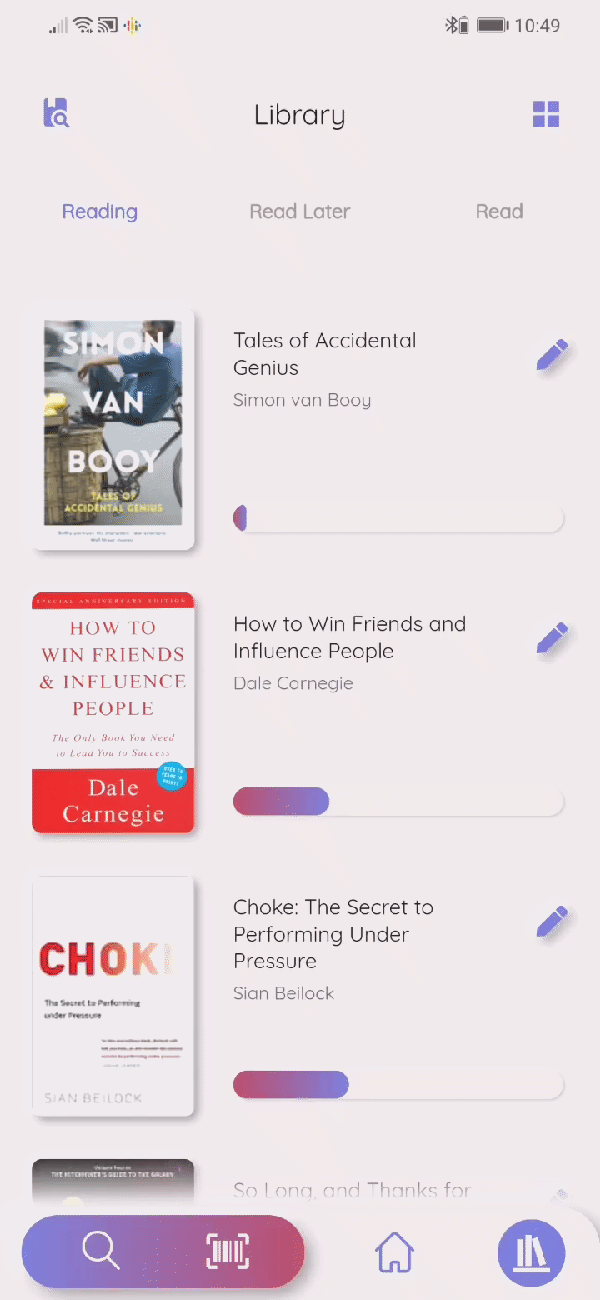 10:49
Library
Reading
Read Later
Read
SIMON
VAN
BOOY
TALES OF
ACCIDENTAL GENIUS
Tales of Accidental
Genius
Simon van Booy
SPECIAL ANNIVERSARY EDITION
HOW TO
WIN FRIENDS
& INFLUENCE
PEOPLE
The Only Book You Need
to Lead You to Success
Dale
Carnegie
How to Win Friends and
Influence People
Dale Carnegie
CHOKE
The Secret to Performing
under Pressure
SIAN BEILOCK
Choke: The Secret to
Performing Under
Pressure
Sian Beilock
THE HITCHHIKER'S GUIDE TO THE GALAXY
So Long, and Thanks for